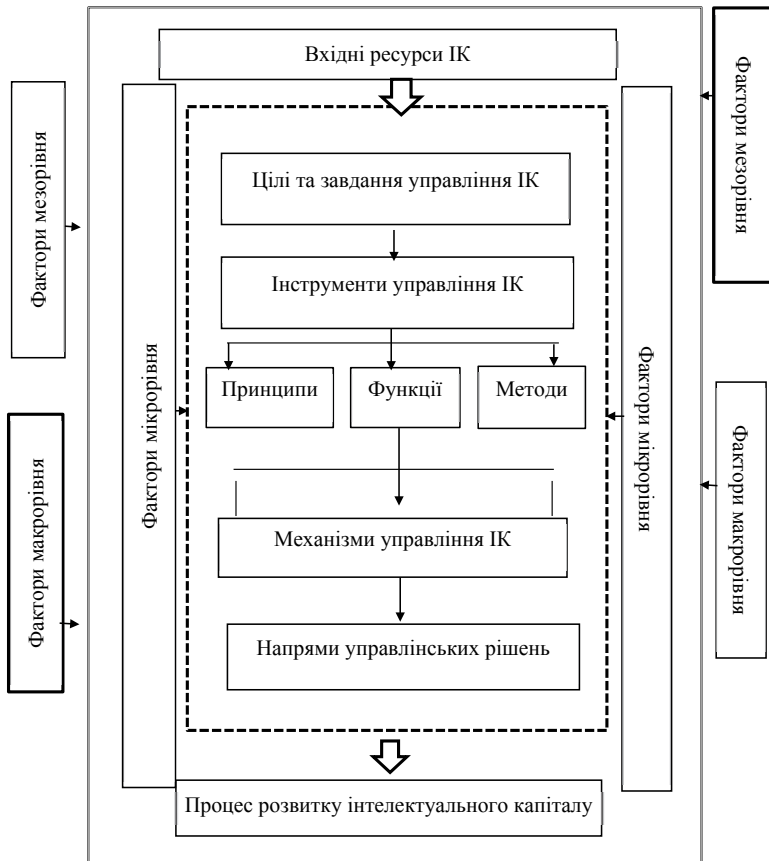 Вхідні ресурси ІК
Фактори мезорівня
Фактори мезорівня
Фактори мікрорівня
Фактори мікрорівня
Цілі та завдання управління ІК
Інструменти управління ІК
Принципи
Функції
Методи
Фактори макрорівня
Фактори макрорівня
Механізми управління ІК
Напрями управлінських рішень
Процес розвитку інтелектуального капіталу